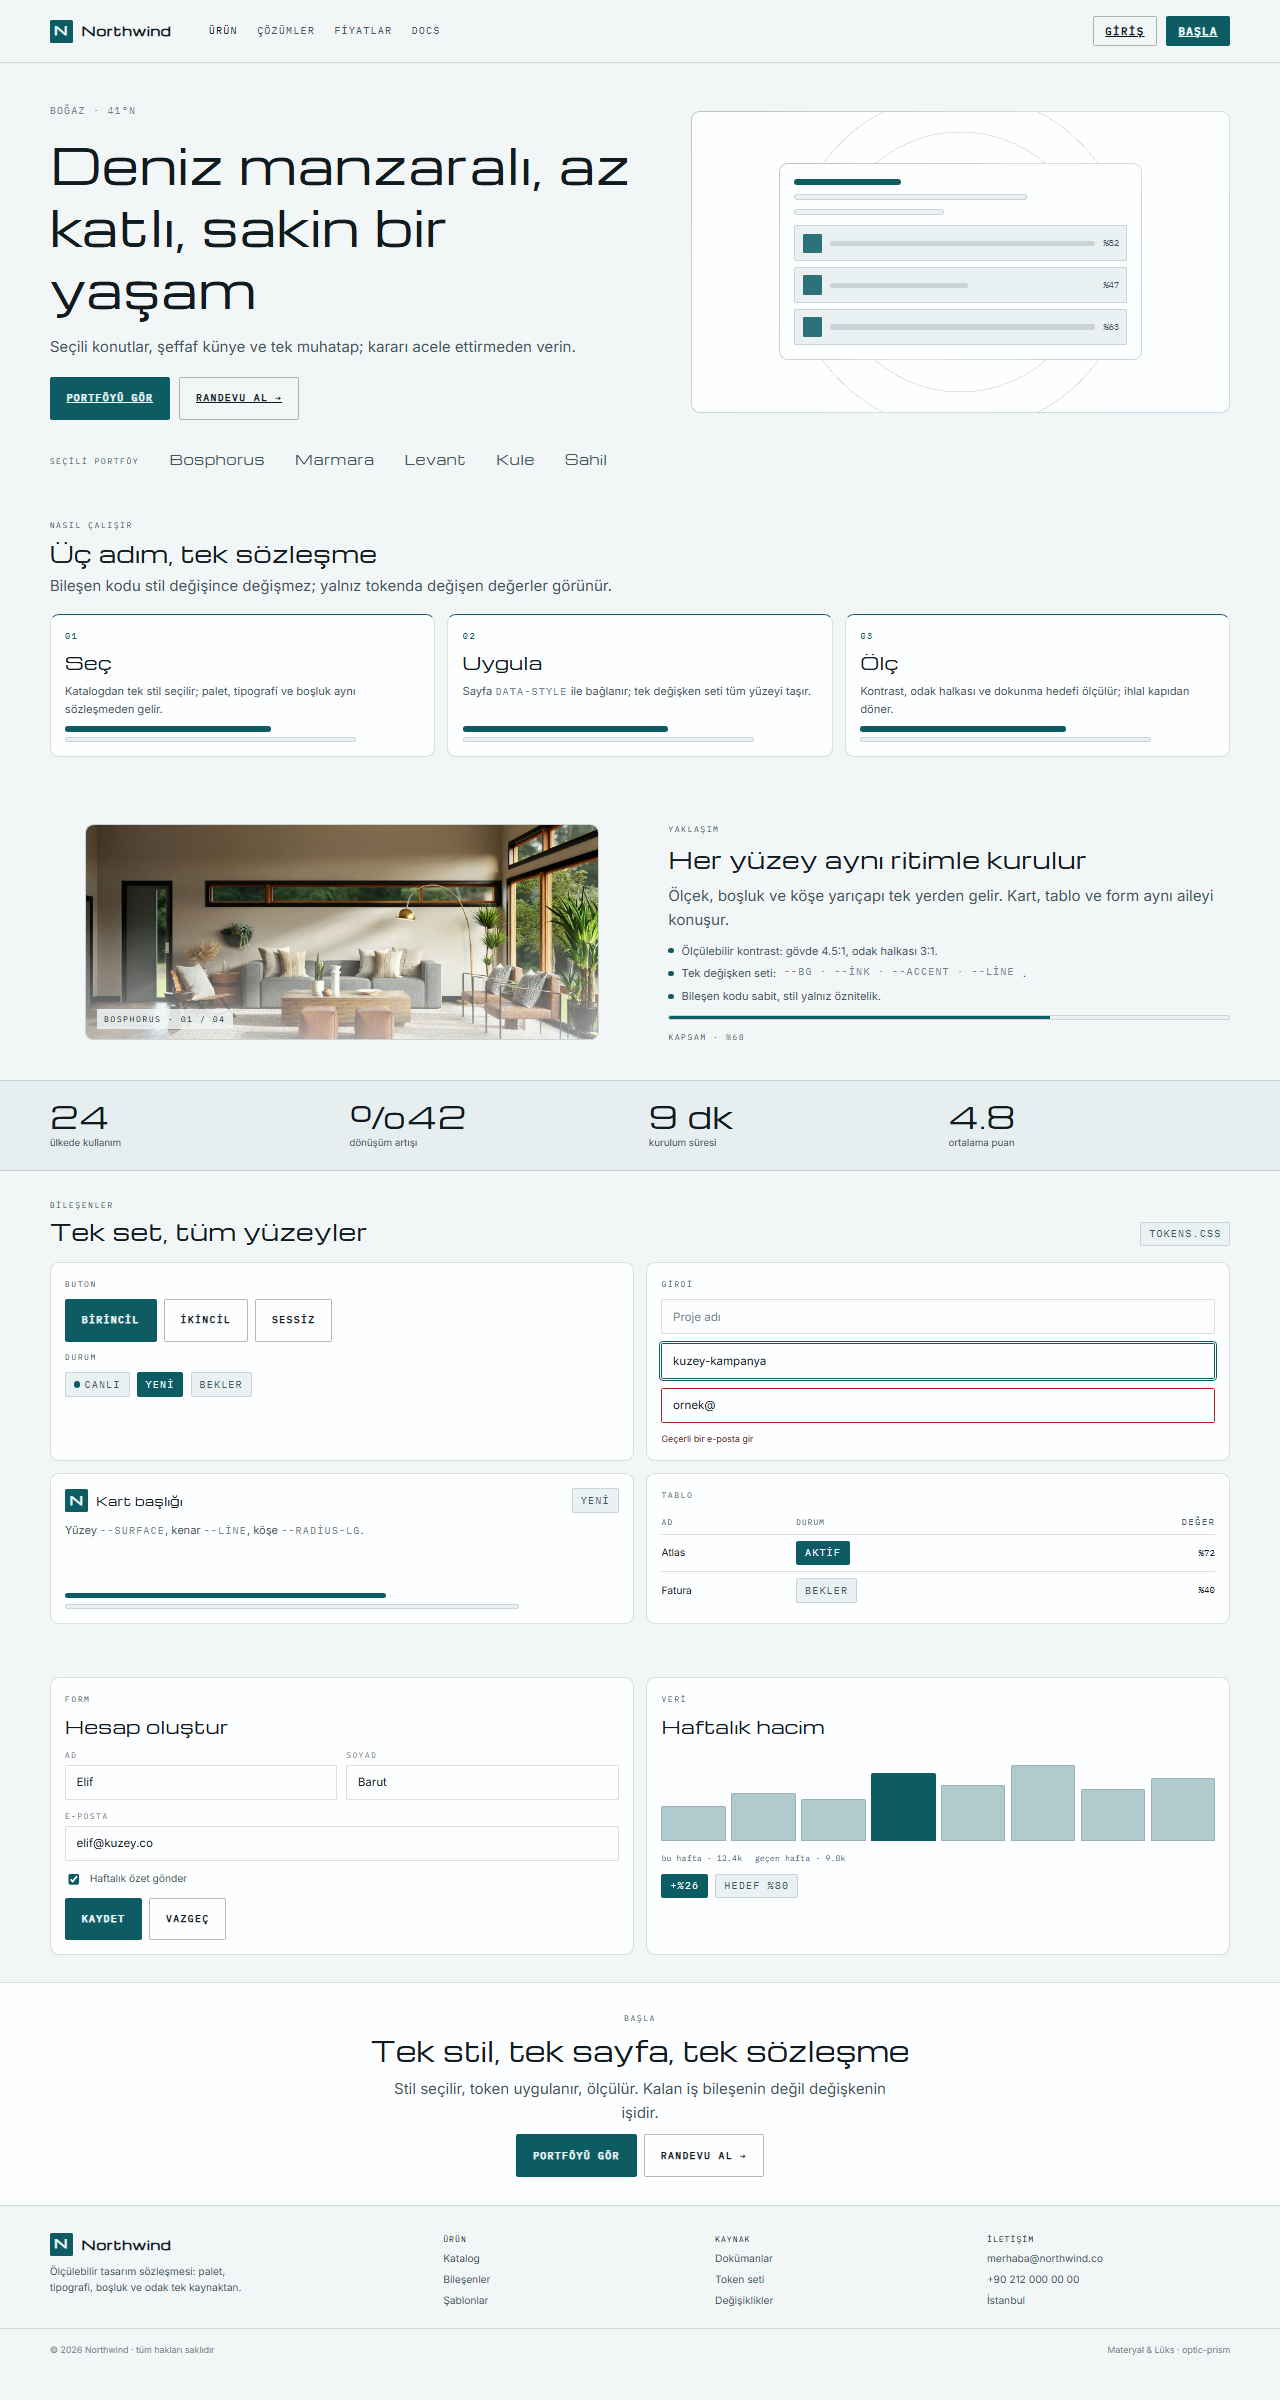 N Northwind ÜRÜN ÇÖZÜMLER FİYATLAR DOCS GİRİŞ BAŞLA
BOĞAZ · 41°N
Deniz manzaralı, az
katlı, sakin bir
yaşam
Seçili konutlar, şeffaf künye ve tek muhatap; kararı acele ettirmeden verin.
PORTFÖYÜ GÖR RANDEVU AL →
%82
%47
%63
SEÇİLİ PORTFÖY Bosphorus Marmara Levant Kule Sahil
NASIL ÇALIŞIR
Üç adım, tek sözleşme
Bileşen kodu stil değişince değişmez; yalnız tokenda değişen değerler görünür.
01
Seç
Katalogdan tek stil seçilir; palet, tipografi ve boşluk aynı
sözleşmeden gelir.
02
Uygula
Sayfa DATA-STYLE ile bağlanır; tek değişken seti tüm yüzeyi taşır.
03
Ölç
Kontrast, odak halkası ve dokunma hedefi ölçülür; ihlal kapıdan
döner.
BOSPHORUS · 01 / 04
YAKLAŞIM
Her yüzey aynı ritimle kurulur
Ölçek, boşluk ve köşe yarıçapı tek yerden gelir. Kart, tablo ve form aynı aileyi
konuşur.
Ölçülebilir kontrast: gövde 4.5:1, odak halkası 3:1.
Tek değişken seti: --BG · --İNK · --ACCENT · --LİNE .
Bileşen kodu sabit, stil yalnız öznitelik.
KAPSAM · %68
24
ülkede kullanım
%42
dönüşüm artışı
9 dk
kurulum süresi
4.8
ortalama puan
BİLEŞENLER
Tek set, tüm yüzeyler
TOKENS.CSS
BUTON
BİRİNCİL İKİNCİL SESSİZ
DURUM
CANLI YENİ BEKLER
GİRDİ
Proje adı
kuzey-kampanya
ornek@
Geçerli bir e-posta gir
N Kart başlığı YENİ
Yüzey --SURFACE, kenar --LİNE, köşe --RADİUS-LG.
TABLO
AD DURUM DEĞER
Atlas AKTİF %72
Fatura BEKLER %40
FORM
Hesap oluştur
AD SOYAD
Elif Barut
E-POSTA
elif@kuzey.co
Haftalık özet gönder
KAYDET VAZGEÇ
VERİ
Haftalık hacim
bu hafta · 12.4k geçen hafta · 9.8k
+%26 HEDEF %80
BAŞLA
Tek stil, tek sayfa, tek sözleşme
Stil seçilir, token uygulanır, ölçülür. Kalan iş bileşenin değil değişkenin
işidir.
PORTFÖYÜ GÖR RANDEVU AL →
N Northwind
Ölçülebilir tasarım sözleşmesi: palet,
tipografi, boşluk ve odak tek kaynaktan.
ÜRÜN
Katalog
Bileşenler
Şablonlar
KAYNAK
Dokümanlar
Token seti
Değişiklikler
İLETİŞİM
merhaba@northwind.co
+90 212 000 00 00
İstanbul
© 2026 Northwind · tüm hakları saklıdır
Materyal & Lüks · optic-prism